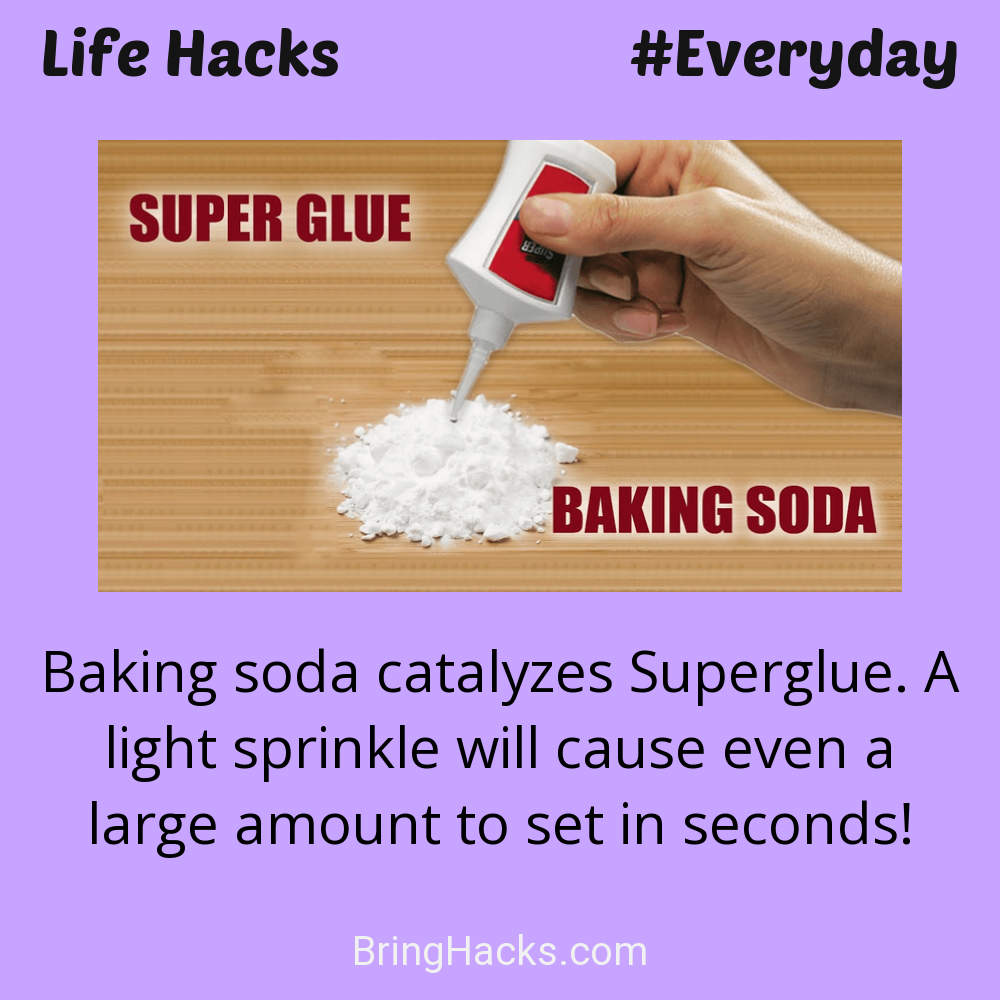 Life Hacks #Everyday
SUPER GLUE
SUPER
BAKING SODA
Baking soda catalyzes Superglue. A
light sprinkle will cause even a
large amount to set in seconds!
BringHacks.com